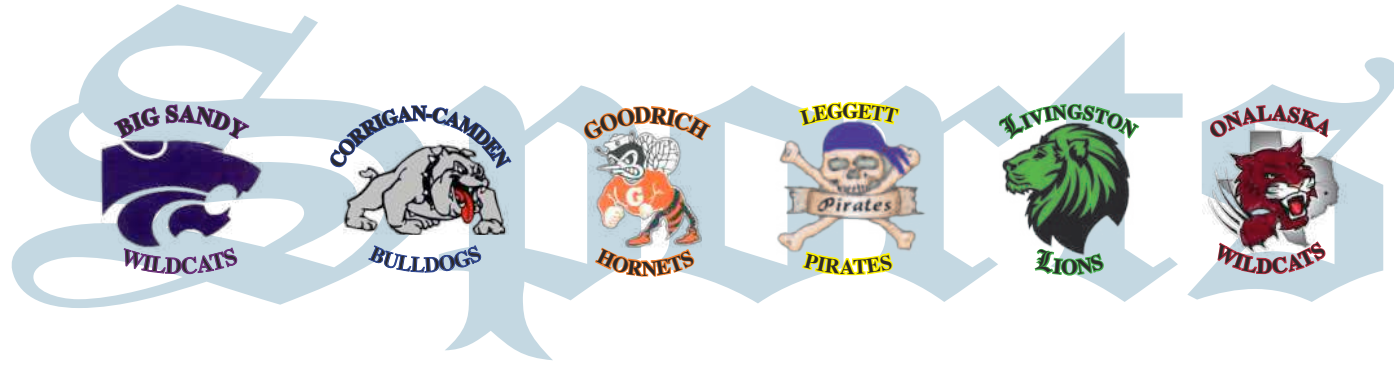 Sports
BIG SANDY
WILDCATS
CORRIGAN-CAMDEN
BULLDOGS
GOODRICH
G
HORNETS
LEGGETT
Pirates
PIRATES
LIVINGSTON
LIONS
ONALASKA
WILDCATS